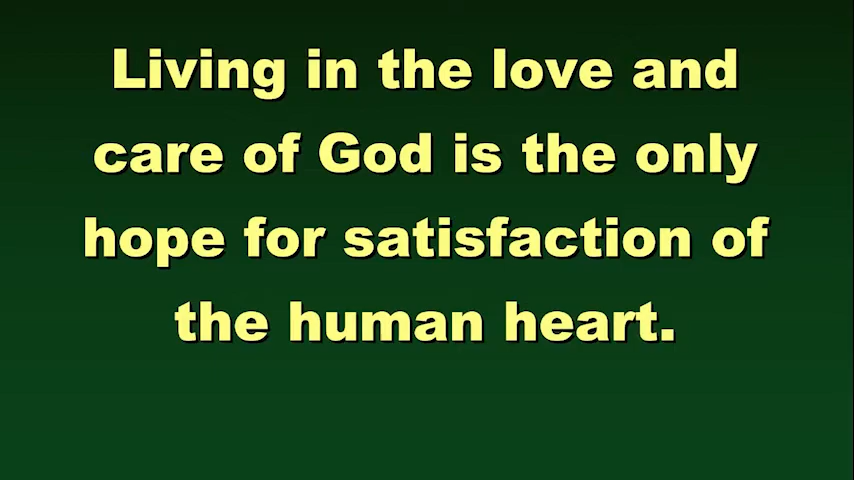 Living in the love and
care of God is the only
hope for satisfaction of
the human heart.